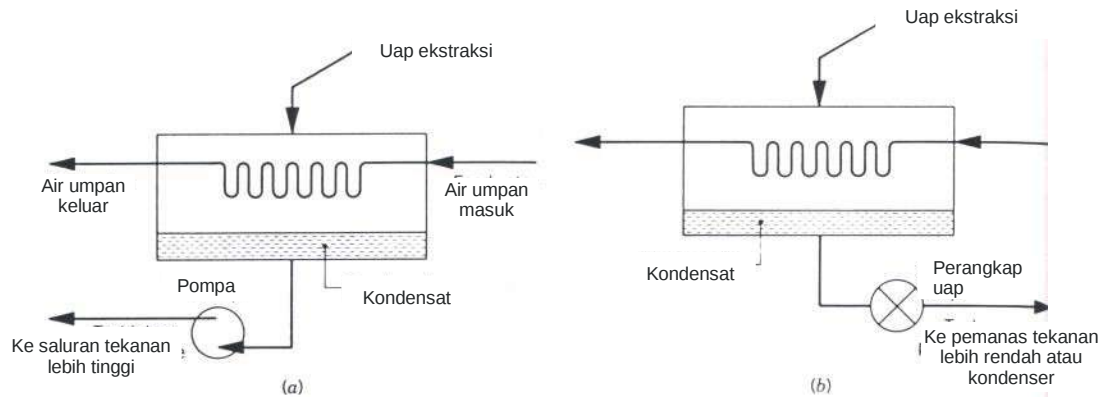 Uap ekstraksi
Air umpan
keluar
Air umpan
masuk
Pompa
Kondensat
Ke saluran tekanan
lebih tinggi
(a)
Uap ekstraksi
Kondensat
Perangkap
uap
Ke pemanas tekanan
lebih rendah atau
kondenser
(b)